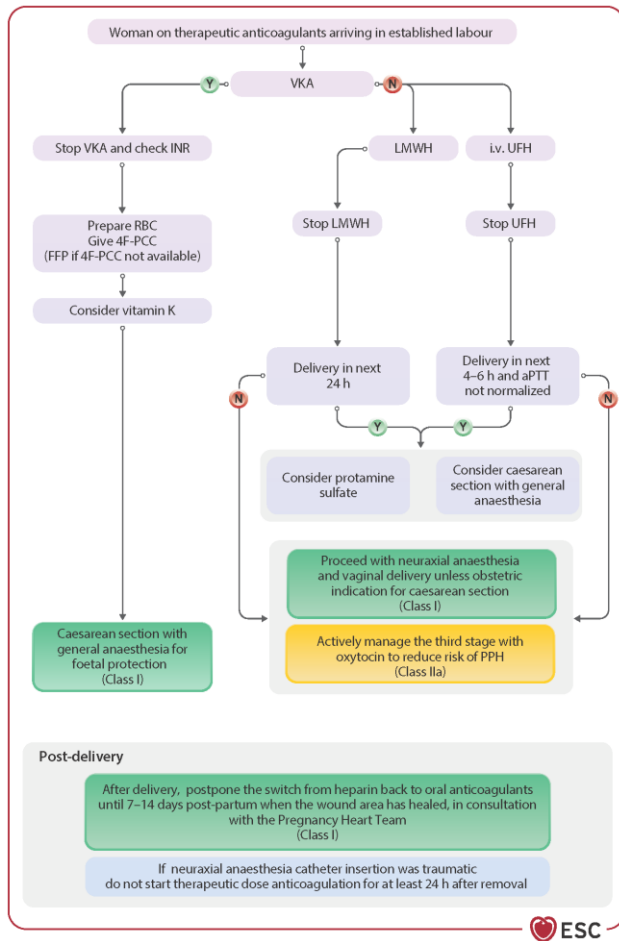 Woman on therapeutic anticoagulants arriving in established labour
Y
VKA
N
Stop VKA and check INR
LMWH
i.v. UFH
Prepare RBC
Give 4F-PCC
(FFP if 4F-PCC not available)
Stop LMWH
Stop UFH
Consider vitamin K
Delivery in next
24 h
Delivery in next
4–6 h and aPTT
not normalized
N
N
Y
Y
Consider protamine
sulfate
Consider caesarean
section with general
anaesthesia
Proceed with neuraxial anaesthesia
and vaginal delivery unless obstetric
indication for caesarean section
(Class I)
Caesarean section with
general anaesthesia for
foetal protection
(Class I)
Actively manage the third stage with
oxytocin to reduce risk of PPH
(Class IIa)
Post-delivery
After delivery, postpone the switch from heparin back to oral anticoagulants
until 7–14 days post-partum when the wound area has healed, in consultation
with the Pregnancy Heart Team
(Class I)
If neuraxial anaesthesia catheter insertion was traumatic
do not start therapeutic dose anticoagulation for at least 24 h after removal
ESC